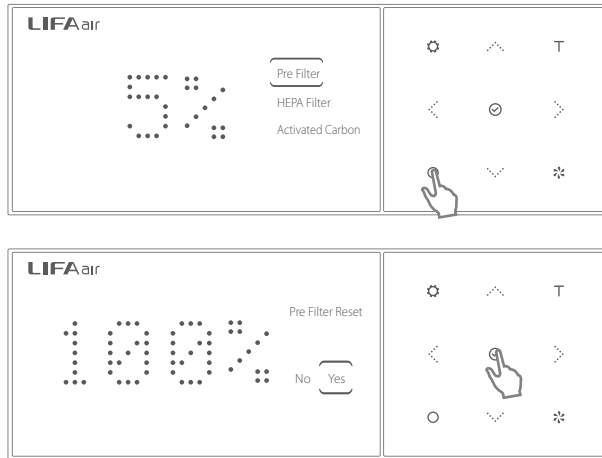 LIFAair
5%
Pre Filter
HEPA Filter
Activated Carbon
T
LIFAair
100%
Pre Filter Reset
No Yes
T